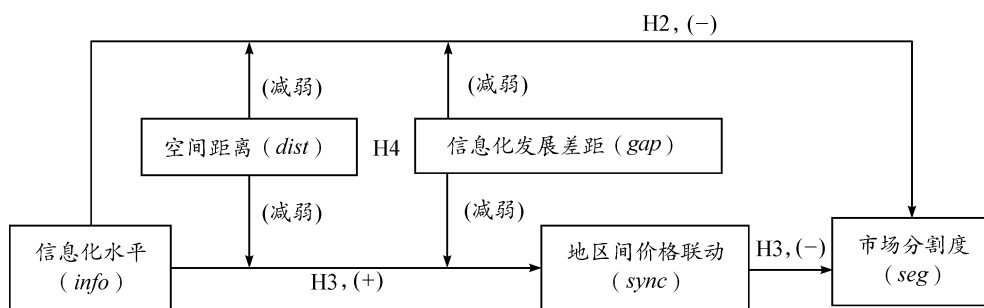 H2, (−)
(减弱)
(减弱)
空间距离 (dist)
H4
信息化发展差距 (gap)
(减弱)
(减弱)
信息化水平
(info)
H3, (+)
地区间价格联动
(sync)
H3, (−)
市场分割度
(seg)